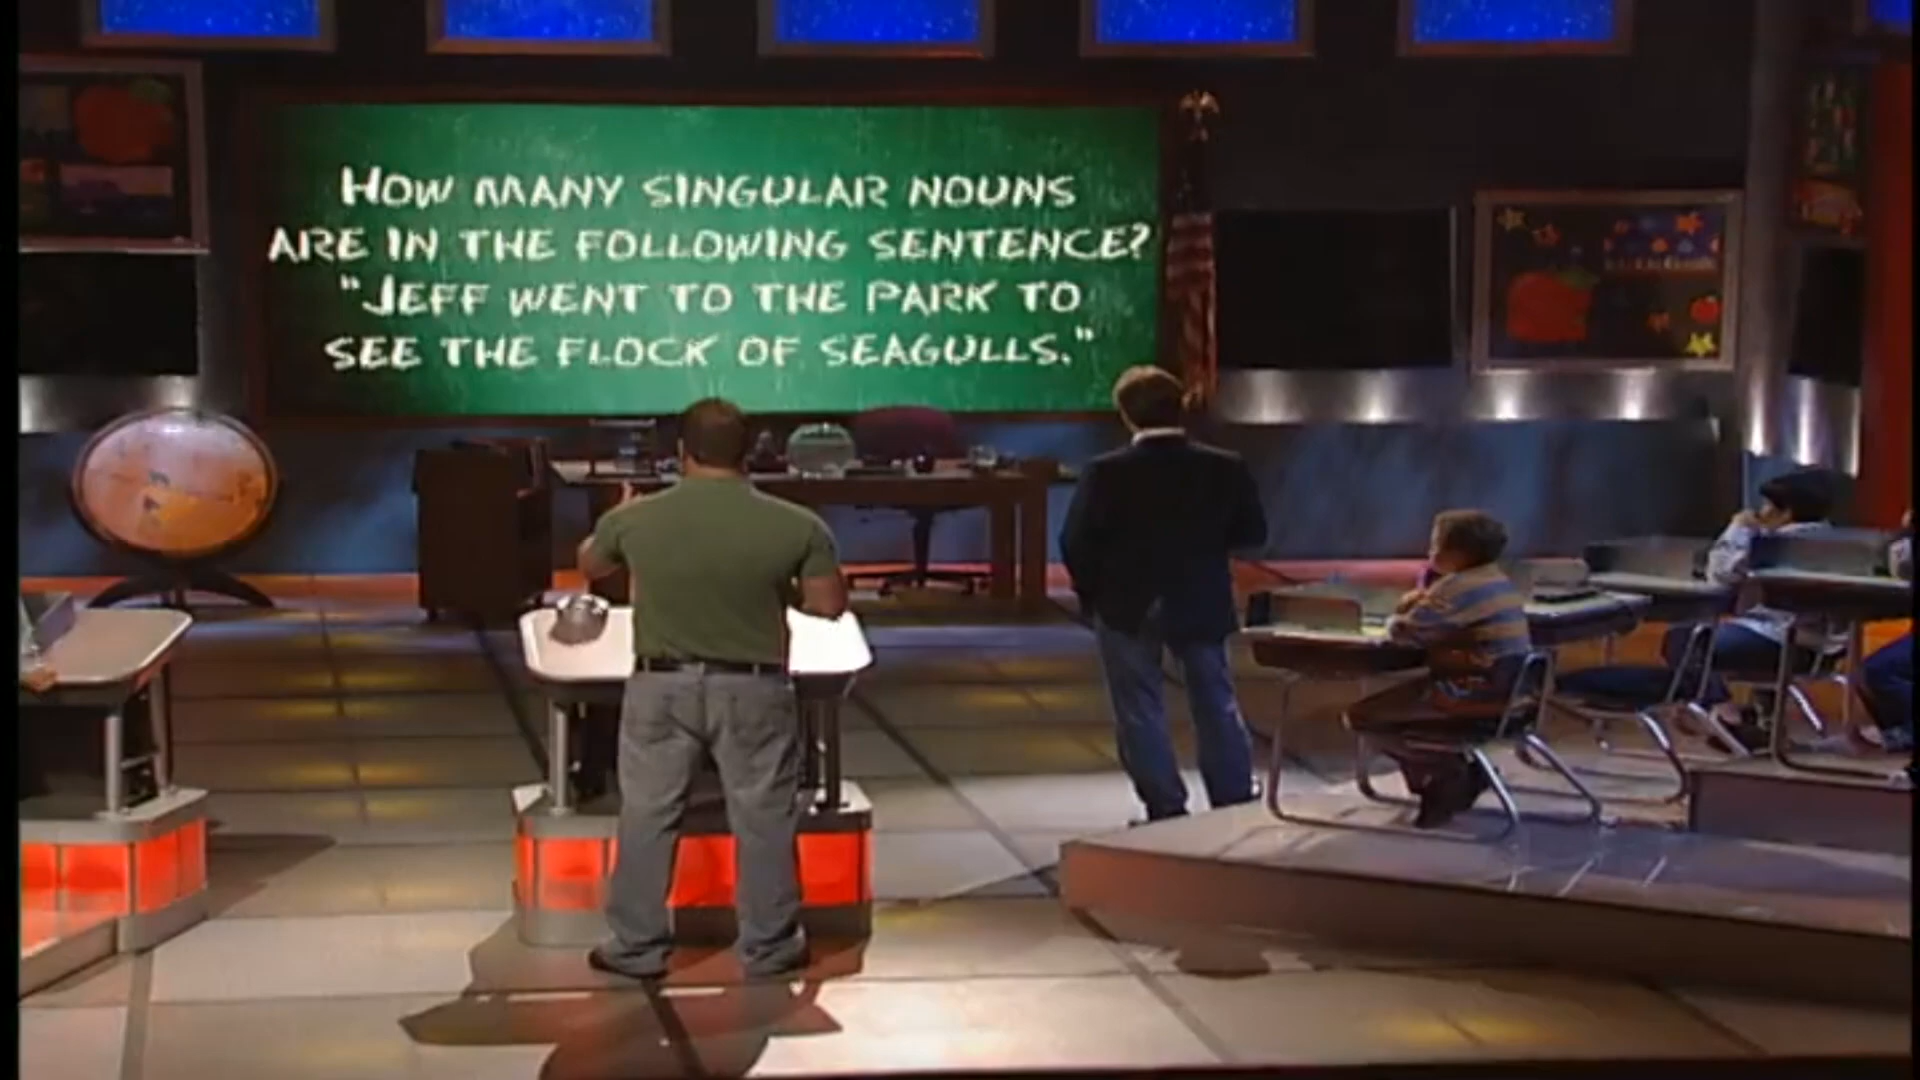 How many singular nouns
are in the following sentence?
"Jeff went to the park to
see the flock of seagulls."